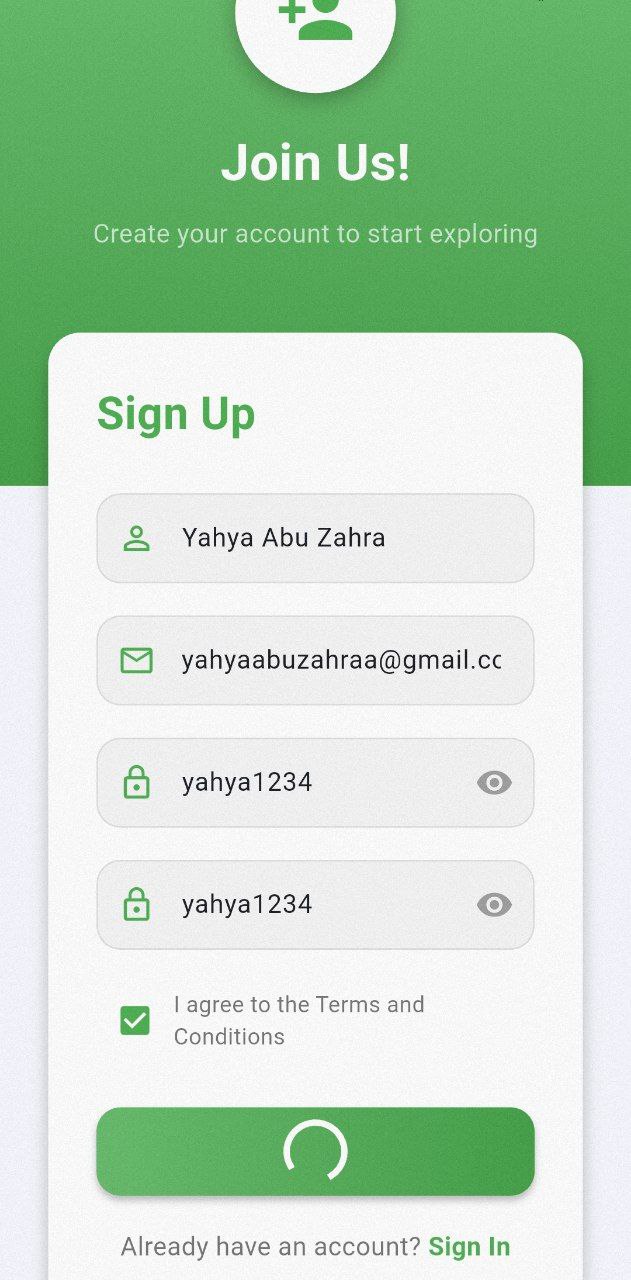 Join Us!
Create your account to start exploring
Sign Up
Yahya Abu Zahra
yahyaabuzahraa@gmail.cc
yahya1234
yahya1234
I agree to the Terms and
Conditions
Already have an account? Sign In